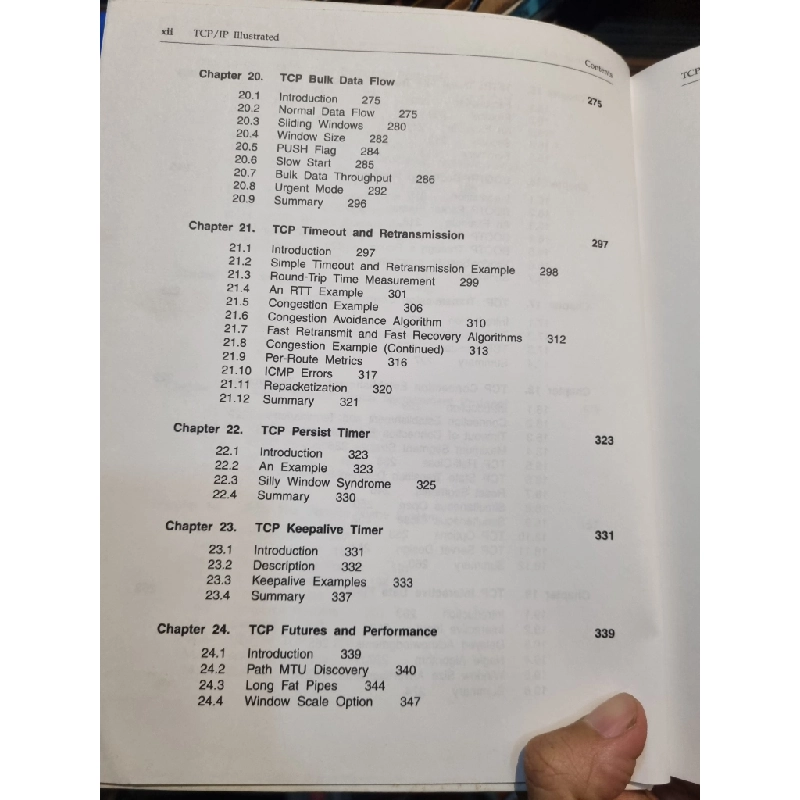 xii TCP/IP Illustrated Contents
TCP
Chapter 20. TCP Bulk Data Flow 275
20.1 Introduction 275
20.2 Normal Data Flow 275
20.3 Sliding Windows 280
20.4 Window Size 282
20.5 PUSH Flag 284
20.6 Slow Start 285
20.7 Bulk Data Throughput 286
20.8 Urgent Mode 292
20.9 Summary 296
Chapter 21. TCP Timeout and Retransmission 297
21.1 Introduction 297
21.2 Simple Timeout and Retransmission Example 298
21.3 Round-Trip Time Measurement 299
21.4 An RTT Example 301
21.5 Congestion Example 306
21.6 Congestion Avoidance Algorithm 310
21.7 Fast Retransmit and Fast Recovery Algorithms 312
21.8 Congestion Example (Continued) 313
21.9 Per-Route Metrics 316
21.10 ICMP Errors 317
21.11 Repacketization 320
21.12 Summary 321
Chapter 22. TCP Persist Timer 323
22.1 Introduction 323
22.2 An Example 323
22.3 Silly Window Syndrome 325
22.4 Summary 330
Chapter 23. TCP Keepalive Timer 331
23.1 Introduction 331
23.2 Description 332
23.3 Keepalive Examples 333
23.4 Summary 337
Chapter 24. TCP Futures and Performance 339
24.1 Introduction 339
24.2 Path MTU Discovery 340
24.3 Long Fat Pipes 344
24.4 Window Scale Option 347